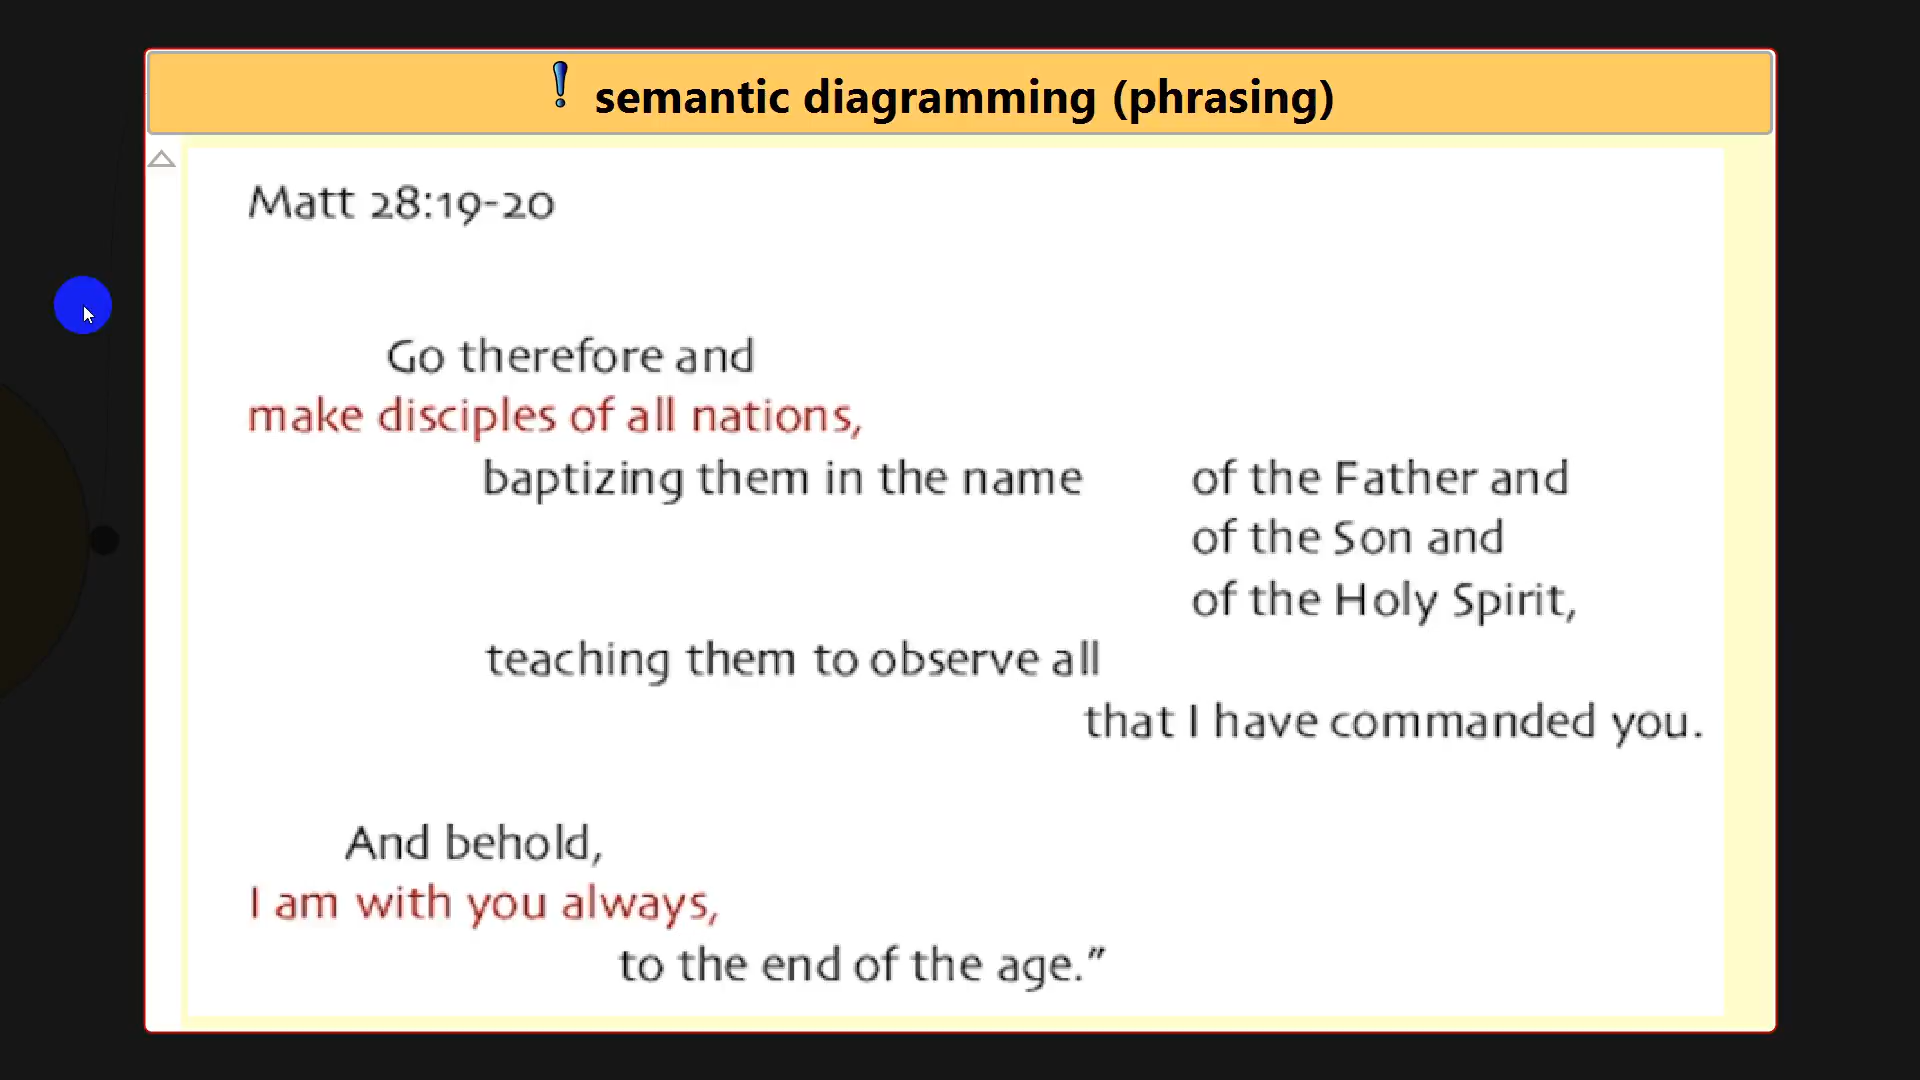 ! semantic diagramming (phrasing)
Matt 28:19-20
Go therefore and
make disciples of all nations,
baptizing them in the name of the Father and
of the Son and
of the Holy Spirit,
teaching them to observe all
that I have commanded you.
And behold,
I am with you always,
to the end of the age.”